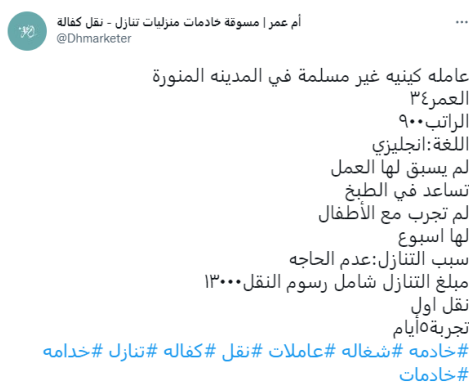 أم عمر | مسوقة خادمات منزليات تنازل - نقل كفالة
@Dhmarketer
عامله كينيه غير مسلمة في المدينه المنورة
العمر٣٤
الراتب٩٠٠
اللغة:انجليزي
لم يسبق لها العمل
تساعد في الطبخ
لم تجرب مع الأطفال
لها اسبوع
سبب التنازل:عدم الحاجه
مبلغ التنازل شامل رسوم النقل١٣٠٠٠
نقل اول
تجربة٥أيام
#خادمه #شغاله #عاملات #نقل #كفاله #تنازل #خدامه
#خادمات